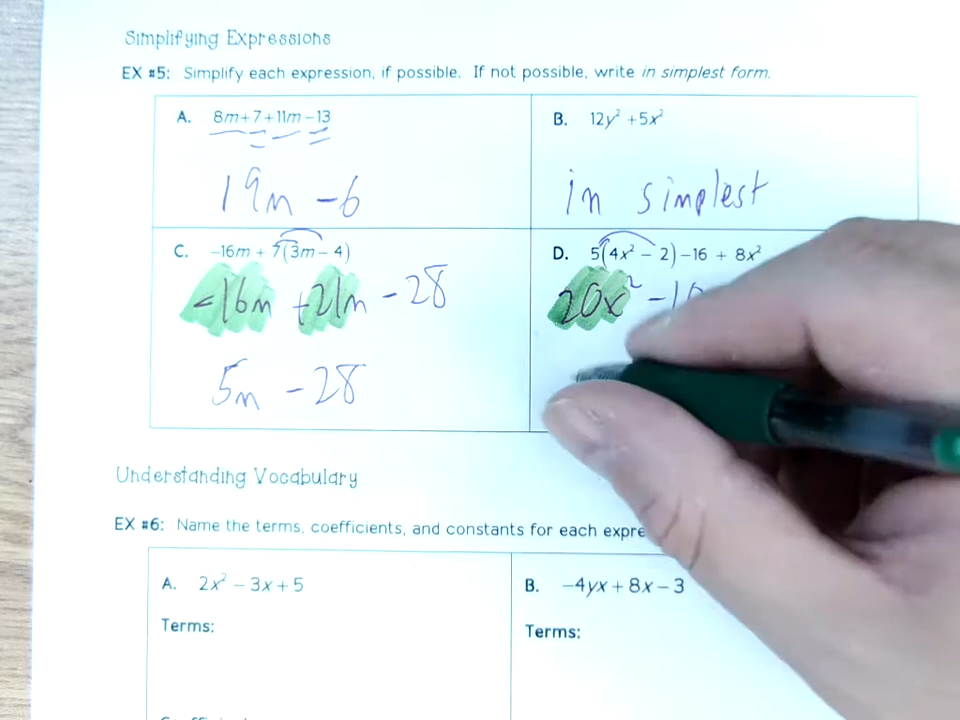 Simplifying Expressions
EX #5: Simplify each expression, if possible. If not possible, write in simplest form.
A. 8m+7+11m-13
19m -6
B. 12y² +5x²
in simplest
C. -16m + 7(3m - 4)
-16m +21m - 28
5m - 28
D. 5(4x² - 2) -16 + 8x²
20x²
Understanding Vocabulary
EX #6: Name the terms, coefficients, and constants for each
A. 2x² - 3x + 5
Terms:
B. -4yx + 8x - 3
Terms: